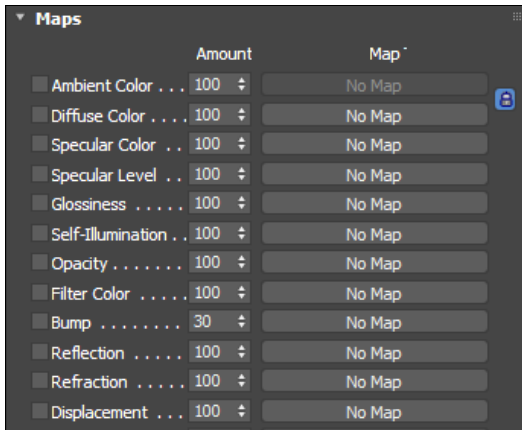 Maps
Amount Map
Ambient Color . . . 100 No Map
Diffuse Color . . . . 100 No Map
Specular Color . . 100 No Map
Specular Level . . 100 No Map
Glossiness . . . . . 100 No Map
Self-Illumination . . 100 No Map
Opacity . . . . . . . 100 No Map
Filter Color . . . . . 100 No Map
Bump . . . . . . . . 30 No Map
Reflection . . . . . 100 No Map
Refraction . . . . . 100 No Map
Displacement . . . 100 No Map